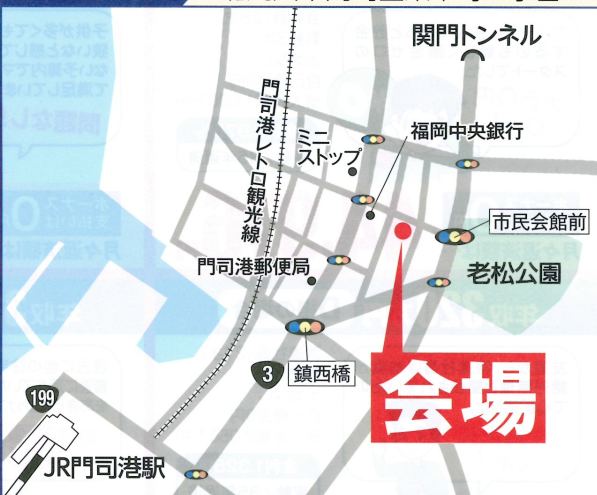 関門トンネル
門司港レトロ観光線
ミニ
ストップ
福岡中央銀行
市民会館前
老松公園
門司港郵便局
3
鎮西橋
会場
199
JR門司港駅